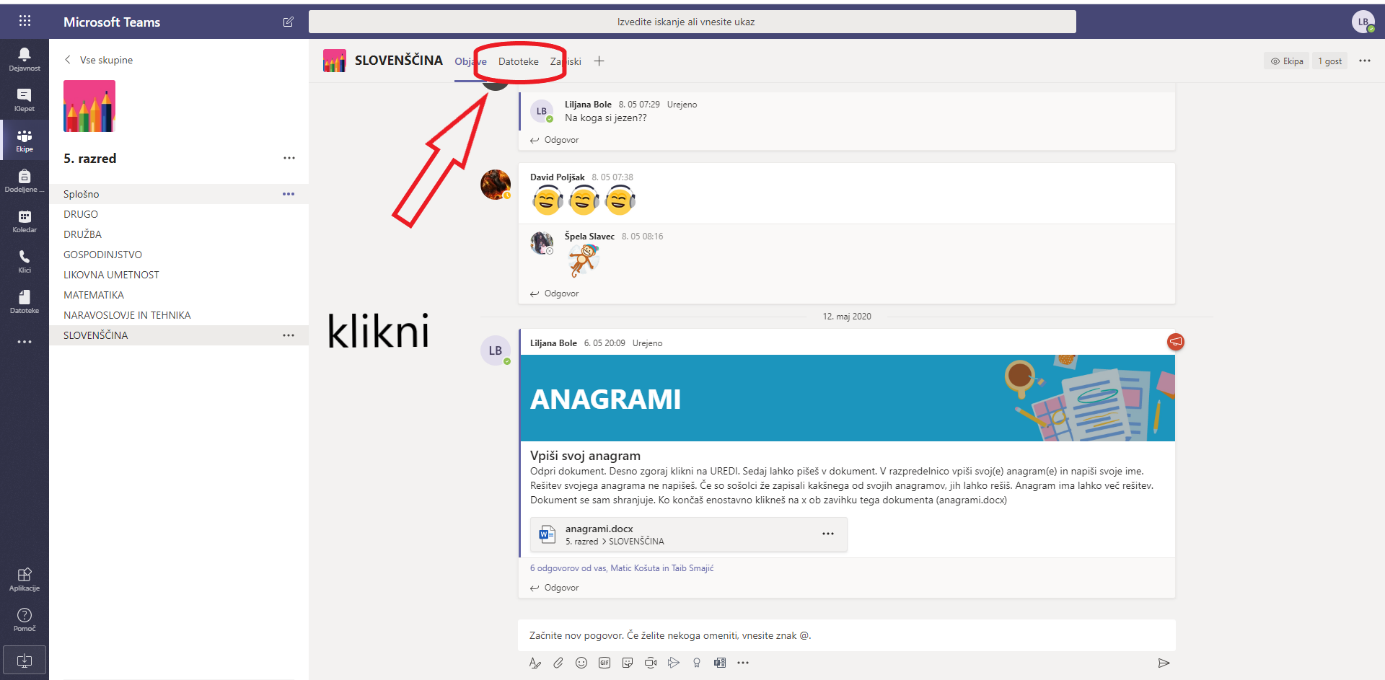 Microsoft Teams
Izvedite iskanje ali vnesite ukaz
LB
Dejavnost
Klepet
Ekipe
Dodeljene ...
Koledar
Klici
Datoteke
Aplikacije
Pomoč
Vse skupine
5. razred
Splošno
DRUGO
DRUŽBA
GOSPODINJSTVO
LIKOVNA UMETNOST
MATEMATIKA
NARAVOSLOVJE IN TEHNIKA
SLOVENŠČINA
SLOVENŠČINA Objave Datoteke Zapiski
Ekipa 1 gost
LB
Liljana Bole 8. 05 07:29 Urejeno
Na koga si jezen??
Odgovor
David Poljšak 8. 05 07:38
Špela Slavec 8. 05 08:16
Odgovor
klikni
12. maj 2020
LB
Liljana Bole 6. 05 20:09 Urejeno
ANAGRAMI
Vpiši svoj anagram
Odpri dokument. Desno zgoraj klikni na UREDI. Sedaj lahko pišeš v dokument. V razpredelnico vpiši svoj(e) anagram(e) in napiši svoje ime.
Rešitev svojega anagrama ne napišeš. Če so sošolci že zapisali kakšnega od svojih anagramov, jih lahko rešiš. Anagram ima lahko več rešitev.
Dokument se sam shranjuje. Ko končaš enostavno klikneš na x ob zavihku tega dokumenta (anagrami.docx)
anagrami.docx
5. razred > SLOVENŠČINA
6 odgovorov od vas, Matic Košuta in Taib Smajić
Odgovor
Začnite nov pogovor. Če želite nekoga omeniti, vnesite znak @.
GIF